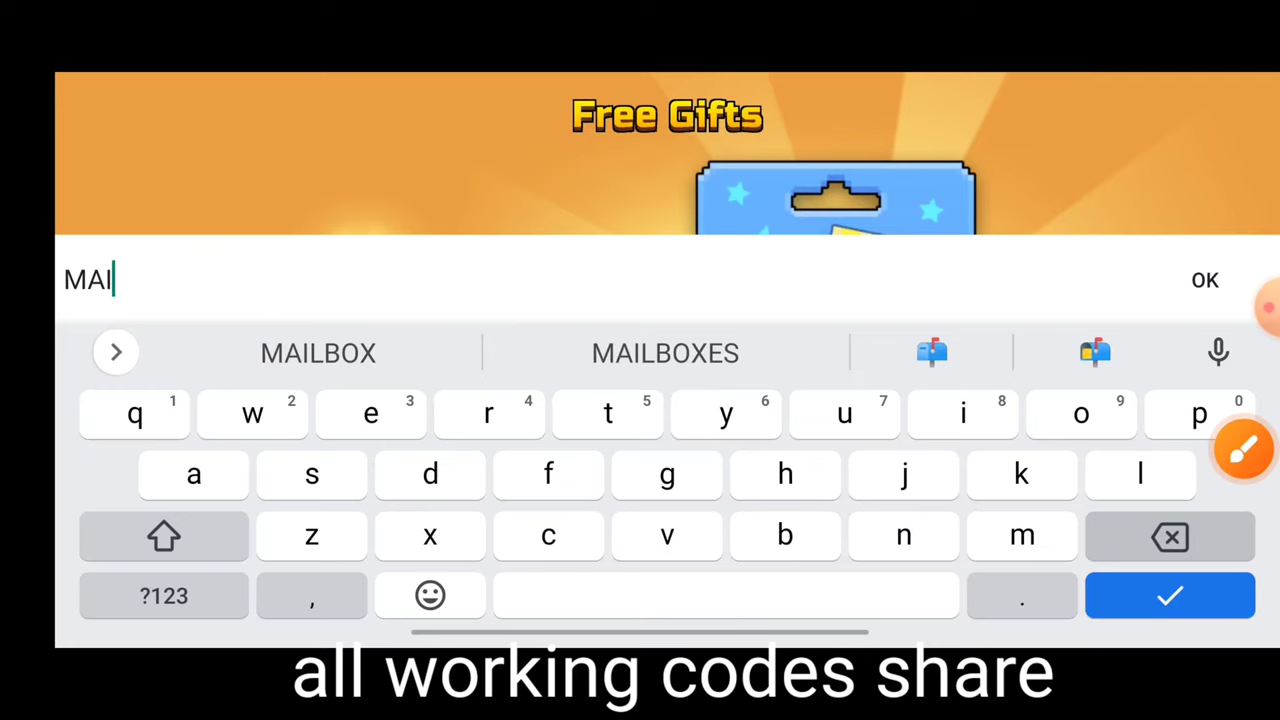 Free Gifts
MAI
OK
MAILBOX MAILBOXES
q 1 w 2 e 3 r 4 t 5 y 6 u 7 i 8 o 9 p 0
a s d f g h j k l
z x c v b n m
?123 , .
all working codes share